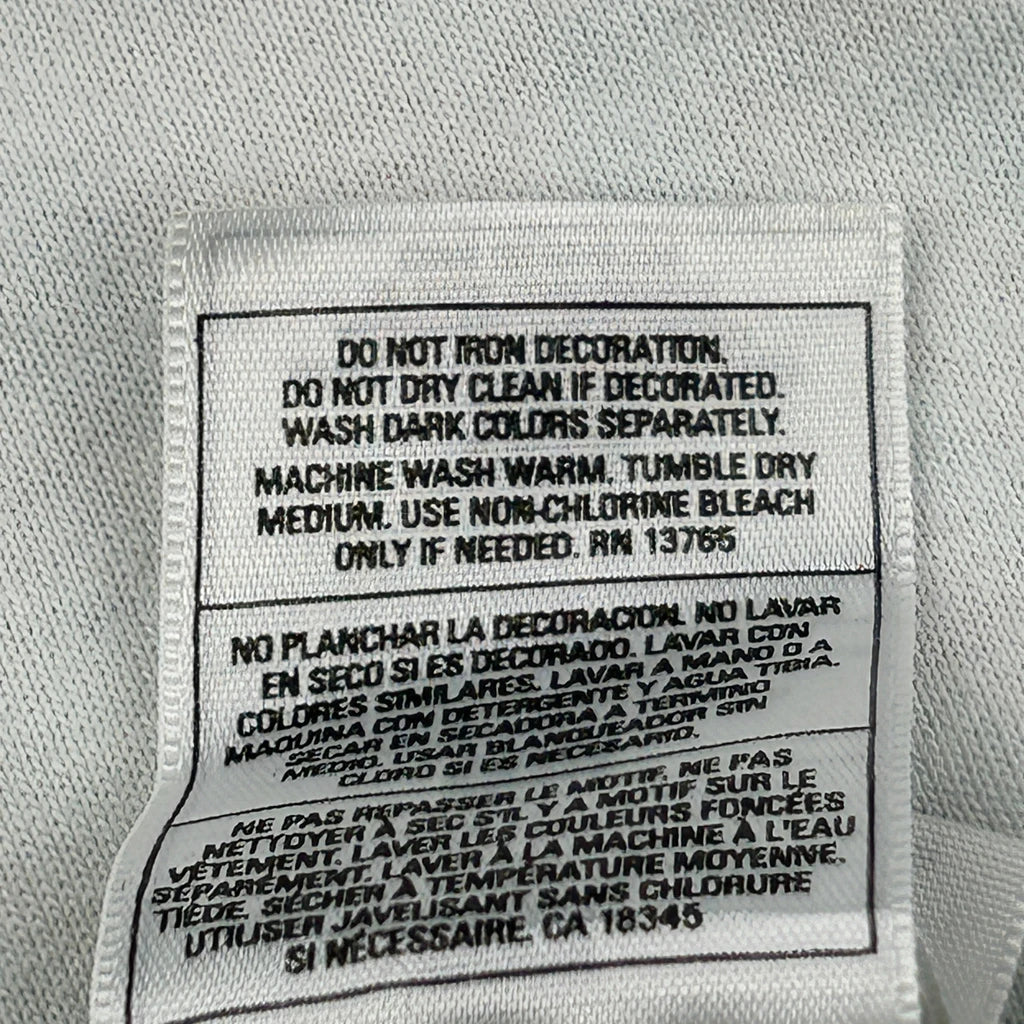 DO NOT IRON DECORATION.
DO NOT DRY CLEAN IF DECORATED.
WASH DARK COLORS SEPARATELY.
MACHINE WASH WARM. TUMBLE DRY
MEDIUM. USE NON-CHLORINE BLEACH
ONLY IF NEEDED. RN 13765
NO PLANCHAR LA DECORACION. NO LAVAR
EN SECO SI ES DECORADO. LAVAR CON
COLORES SIMILARES. LAVAR A MANO O A
MAQUINA CON DETERGENTE Y AGUA TIBIA.
SECAR EN SECADORA A TERMINO
MEDIO. USAR BLANQUEADOR SIN
CLORO SI ES NECESARIO.
NE PAS REPASSER LE MOTIF. NE PAS
NETTOYER À SEC S'IL Y A MOTIF SUR LE
VÊTEMENT. LAVER LES COULEURS FONCÉES
SÉPARÉMENT. LAVER À LA MACHINE À L'EAU
TIÈDE. SÉCHER À TEMPÉRATURE MOYENNE.
UTILISER JAVELISANT SANS CHLORURE
SI NÉCESSAIRE. CA 18345